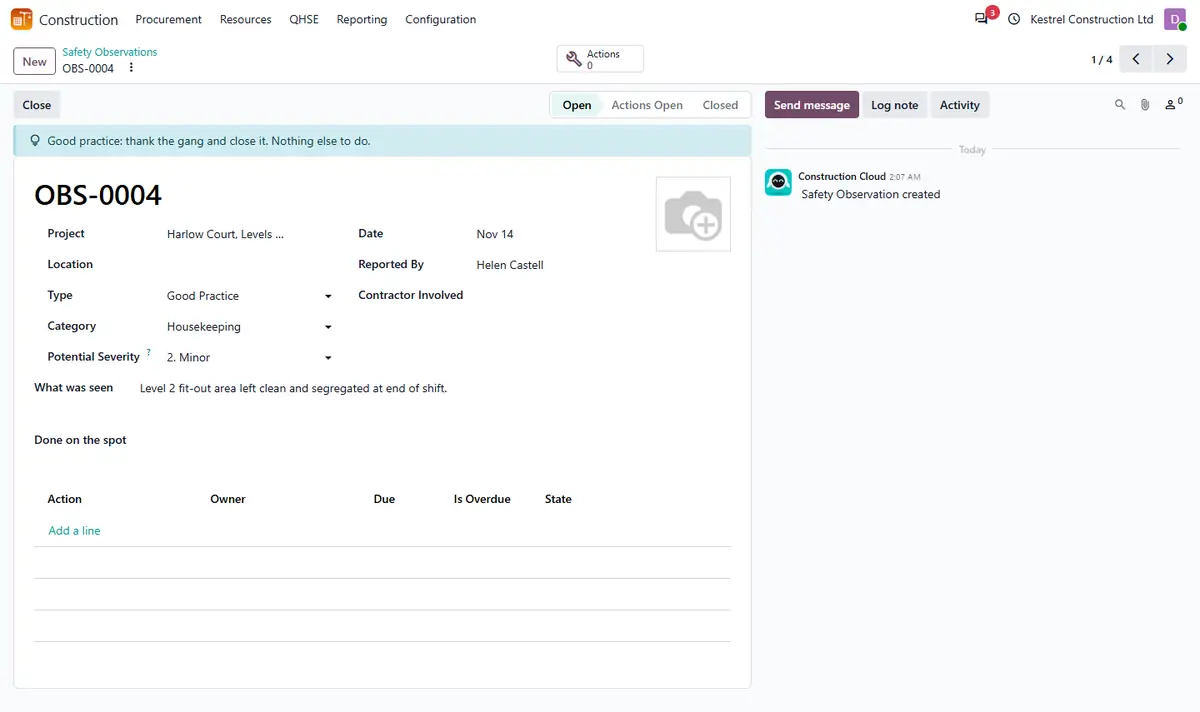 Construction Procurement Resources QHSE Reporting Configuration 3 Kestrel Construction Ltd D
New Safety Observations
OBS-0004
Actions
0
1 / 4
Close Open Actions Open Closed Send message Log note Activity 0
Good practice: thank the gang and close it. Nothing else to do.
Today
Construction Cloud 2:07 AM
Safety Observation created
OBS-0004
Project Harlow Court, Levels ... Date Nov 14
Location Reported By Helen Castell
Type Good Practice Contractor Involved
Category Housekeeping
Potential Severity ? 2. Minor
What was seen Level 2 fit-out area left clean and segregated at end of shift.
Done on the spot
Action Owner Due Is Overdue State
Add a line